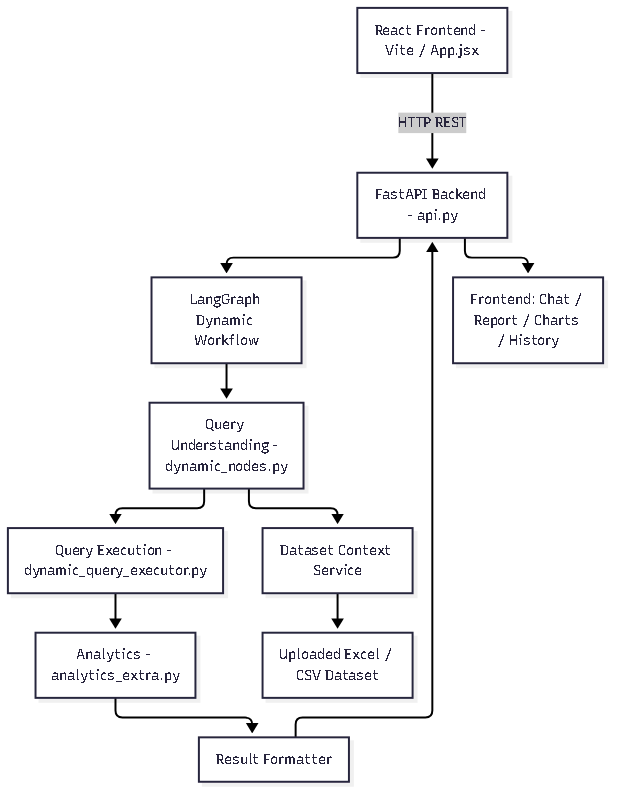 React Frontend -
Vite / App.jsx
HTTP REST
FastAPI Backend
- api.py
LangGraph
Dynamic
Workflow
Frontend: Chat /
Report / Charts
/ History
Query
Understanding -
dynamic_nodes.py
Query Execution -
dynamic_query_executor.py
Dataset Context
Service
Analytics -
analytics_extra.py
Uploaded Excel /
CSV Dataset
Result Formatter